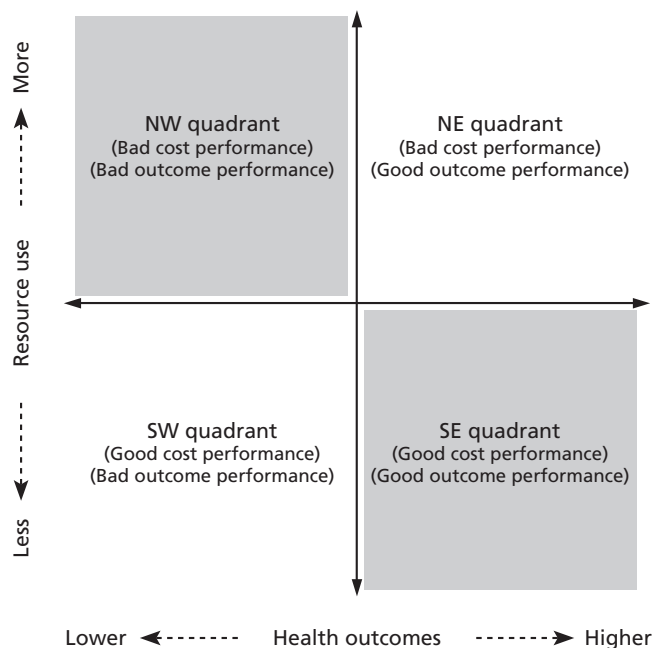 More
Resource use
Less
NW quadrant
(Bad cost performance)
(Bad outcome performance)
NE quadrant
(Bad cost performance)
(Good outcome performance)
SW quadrant
(Good cost performance)
(Bad outcome performance)
SE quadrant
(Good cost performance)
(Good outcome performance)
Lower Health outcomes Higher